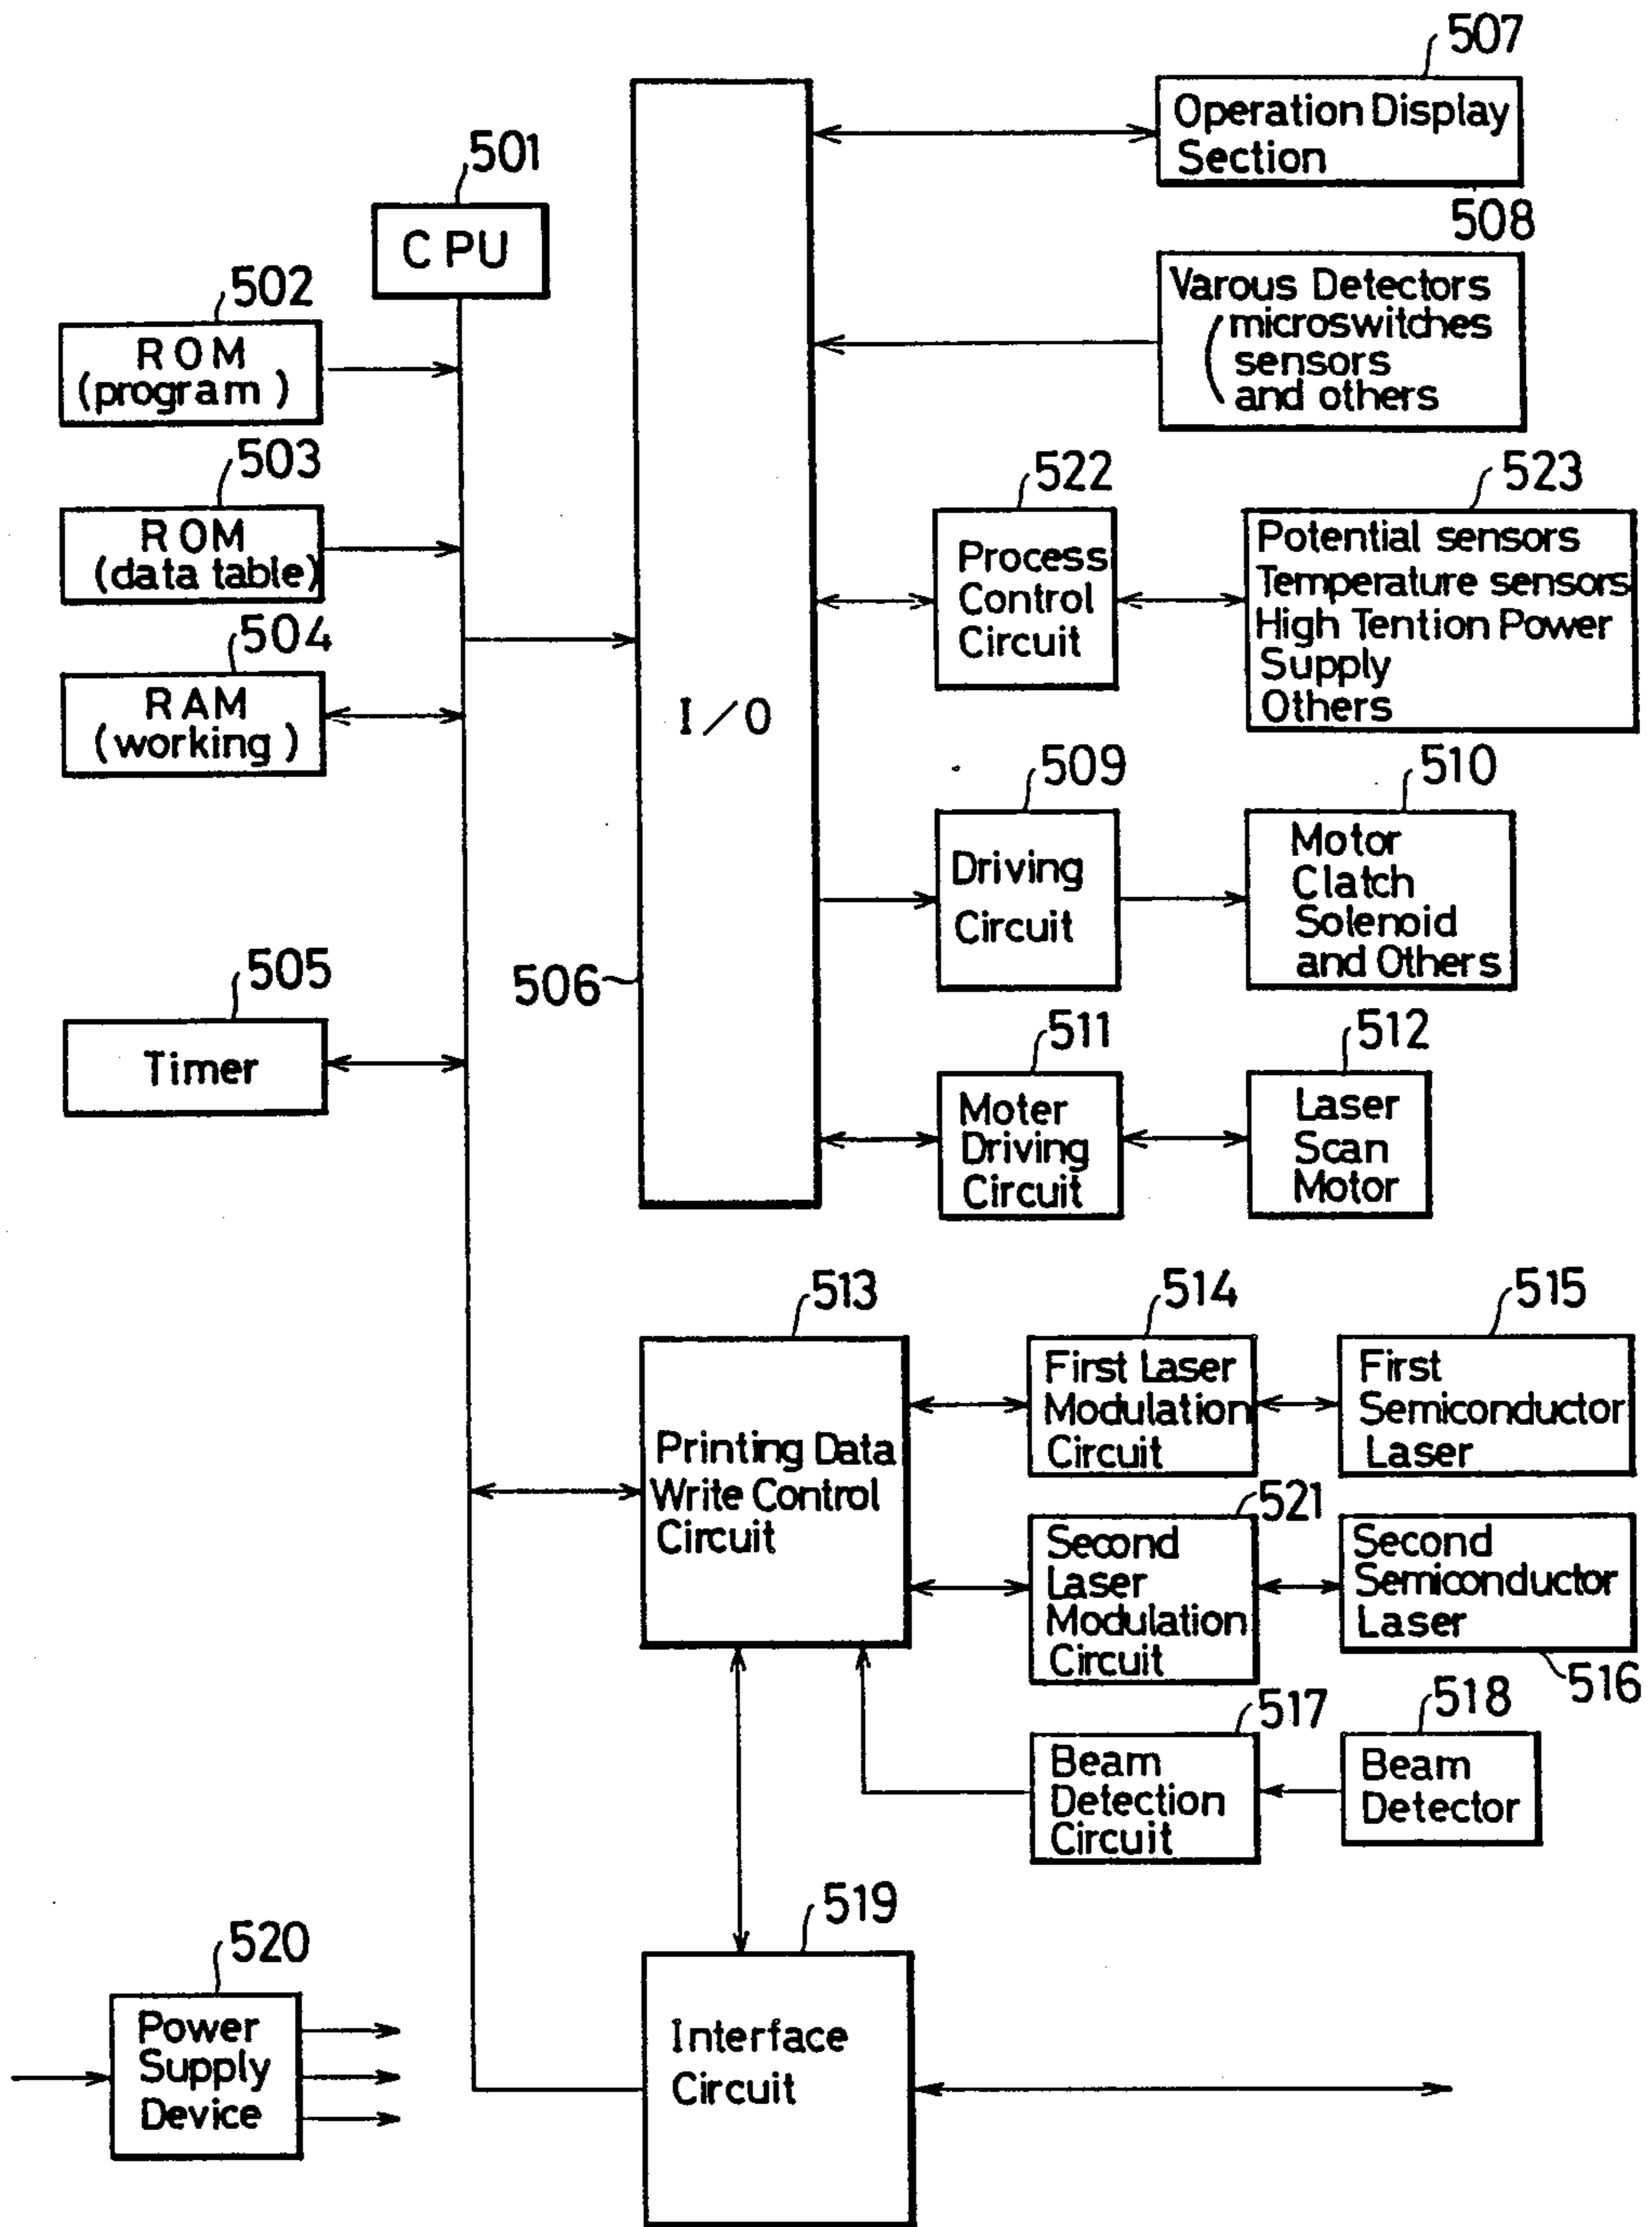 507
Operation Display
Section
501
CPU
508
Varous Detectors
(microswitches
sensors
and others
502
ROM
(program)
503
ROM
(data table)
504
RAM
(working)
522
Process
Control
Circuit
523
Potential sensors
Temperature sensors
High Tention Power
Supply
Others
I/O
506
509
Driving
Circuit
510
Motor
Clatch
Solenoid
and Others
505
Timer
511
Moter
Driving
Circuit
512
Laser
Scan
Motor
513
Printing Data
Write Control
Circuit
514
First Laser
Modulation
Circuit
515
First
Semiconductor
Laser
521
Second
Laser
Modulation
Circuit
Second
Semiconductor
Laser
516
517
Beam
Detection
Circuit
518
Beam
Detector
519
Interface
Circuit
520
Power
Supply
Device